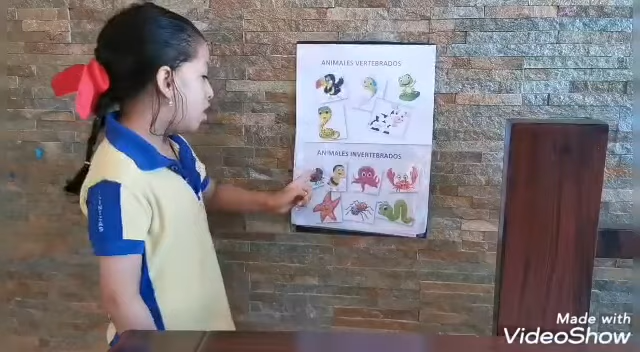 ANIMALES VERTEBRADOS
ANIMALES INVERTEBRADOS
Made with
VideoShow